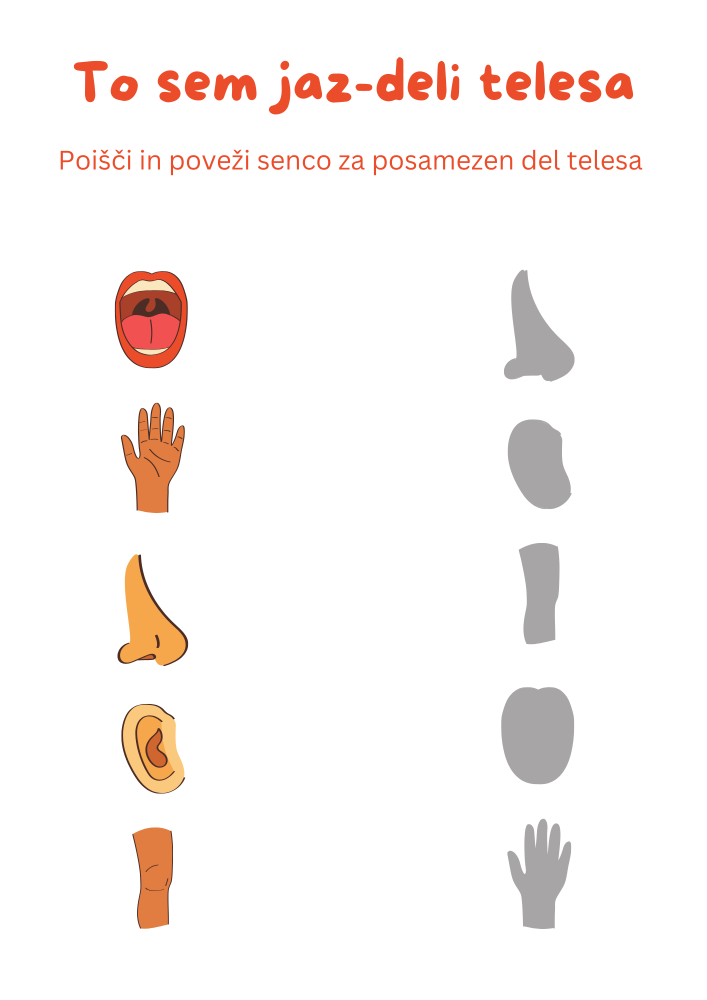 To sem jaz-deli telesa
Poišči in poveži senco za posamezen del telesa